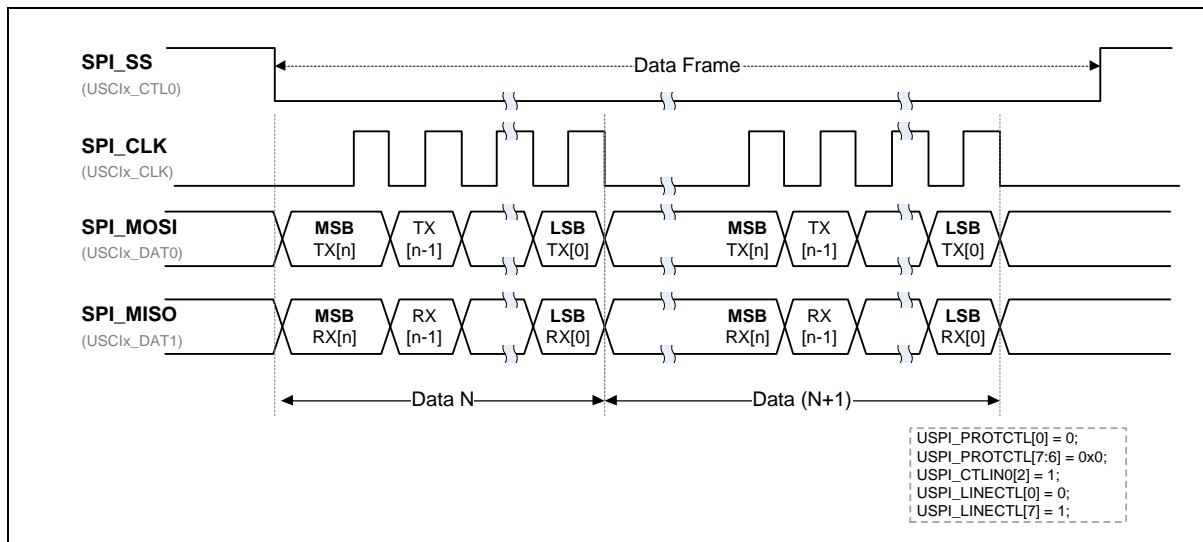 SPI_SS
(USCIx_CTL0)
Data Frame
SPI_CLK
(USCIx_CLK)
SPI_MOSI
(USCIx_DAT0)
MSB
TX[n]
TX
[n-1]
LSB
TX[0]
MSB
TX[n]
TX
[n-1]
LSB
TX[0]
SPI_MISO
(USCIx_DAT1)
MSB
RX[n]
RX
[n-1]
LSB
RX[0]
MSB
RX[n]
RX
[n-1]
LSB
RX[0]
Data N
Data (N+1)
USPI_PROTCTL[0] = 0;
USPI_PROTCTL[7:6] = 0x0;
USPI_CTLIN0[2] = 1;
USPI_LINECTL[0] = 0;
USPI_LINECTL[7] = 1;